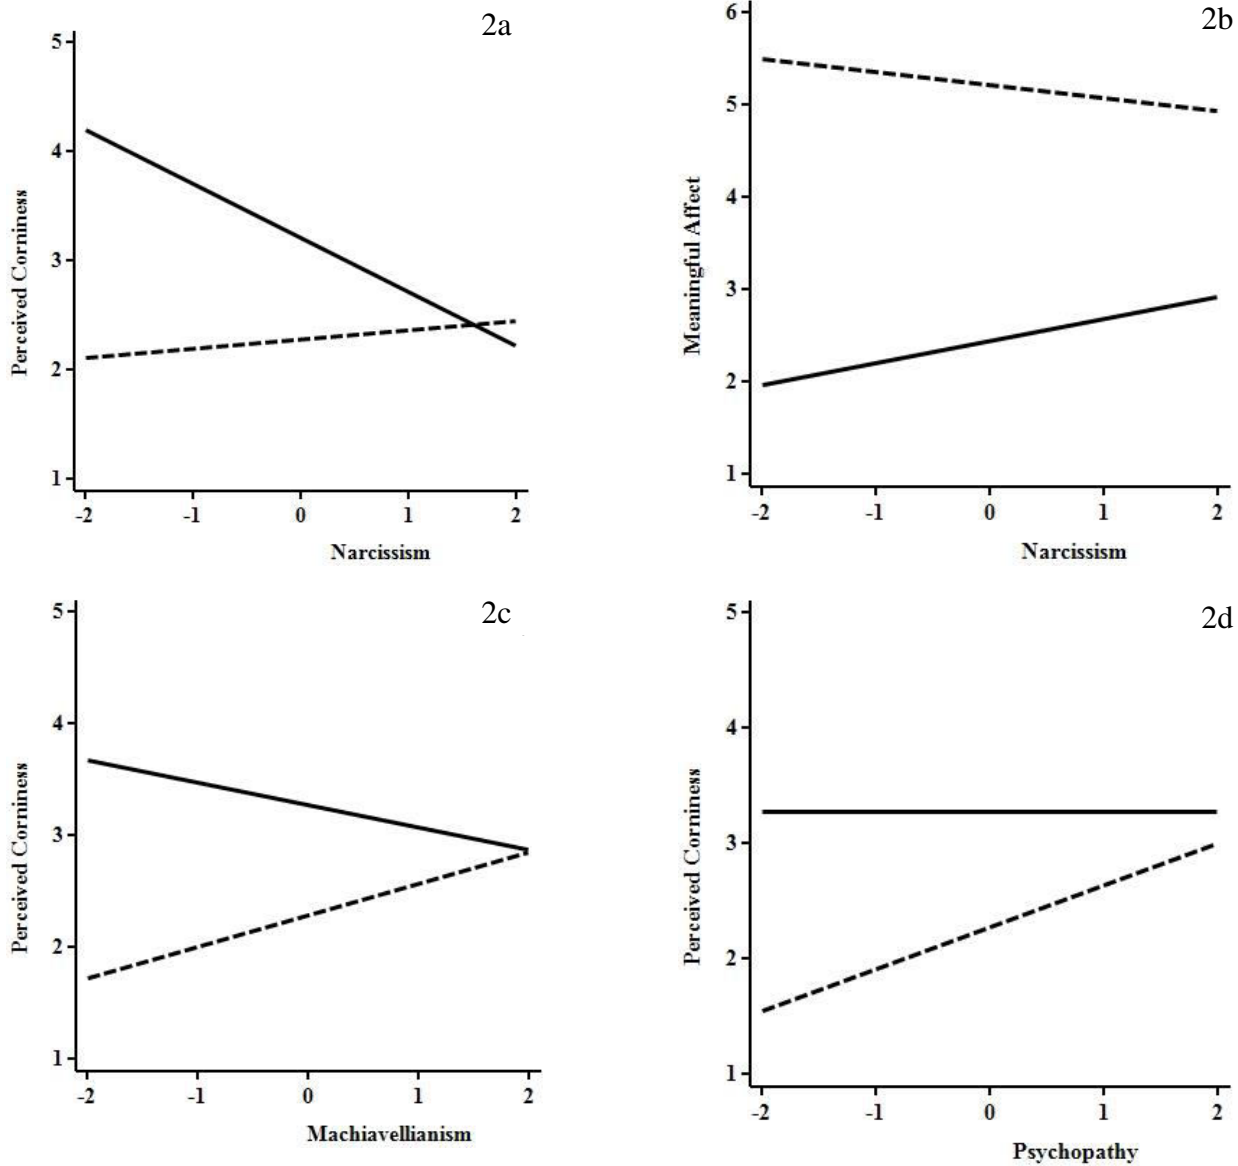 2a
5
4
3
2
1
-2 -1 0 1 2
Perceived Corniness
Narcissism
2b
6
5
4
3
2
1
-2 -1 0 1 2
Meaningful Affect
Narcissism
2c
5
4
3
2
1
-2 -1 0 1 2
Perceived Corniness
Machiavellianism
2d
5
4
3
2
1
-2 -1 0 1 2
Perceived Corniness
Psychopathy